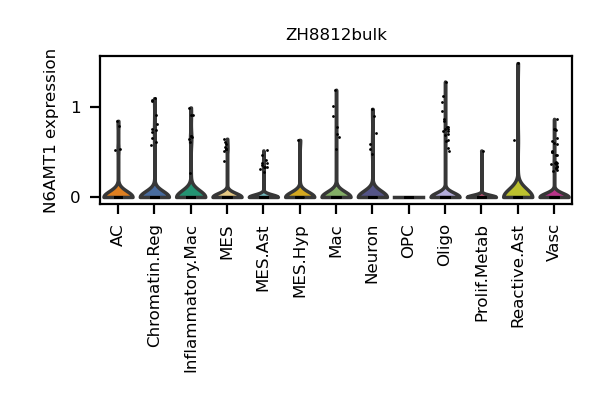 ZH8812bulk
N6AMT1 expression
1
0
AC
Chromatin.Reg
Inflammatory.Mac
MES
MES.Ast
MES.Hyp
Mac
Neuron
OPC
Oligo
Prolif.Metab
Reactive.Ast
Vasc